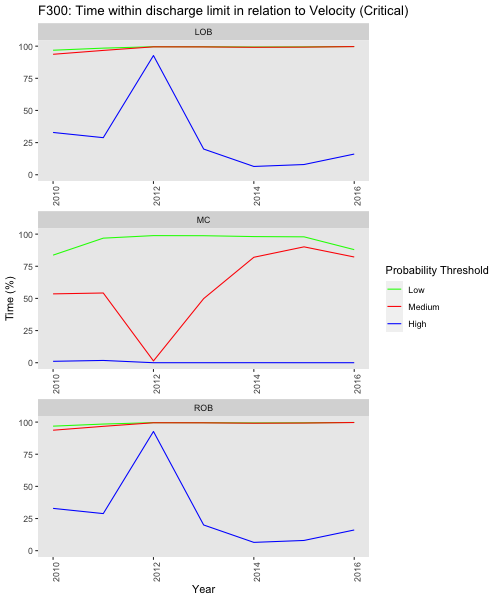 F300: Time within discharge limit in relation to Velocity (Critical)
LOB
100
75
50
25
0
2010
2012
2014
2016
MC
100
75
50
25
0
2010
2012
2014
2016
Time (%)
Probability Threshold
Low
Medium
High
ROB
100
75
50
25
0
2010
2012
2014
2016
Year